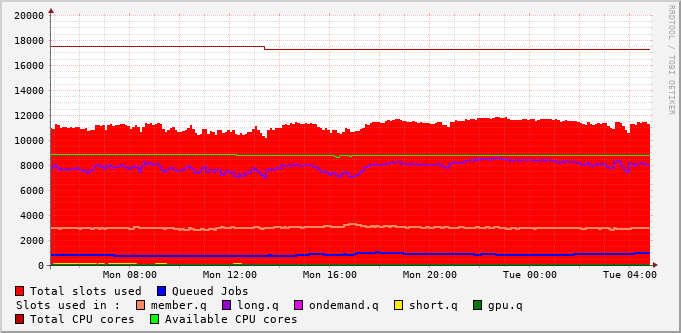 20000
18000
16000
14000
12000
10000
8000
6000
4000
2000
0
Mon 08:00 Mon 12:00 Mon 16:00 Mon 20:00 Tue 00:00 Tue 04:00
RRDTOOL / TOBI OETIKER
Total slots used Queued Jobs
Slots used in : member.q long.q ondemand.q short.q gpu.q
Total CPU cores Available CPU cores